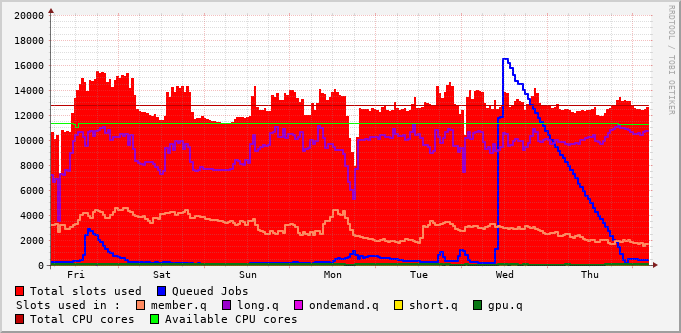 20000
18000
16000
14000
12000
10000
8000
6000
4000
2000
0
Fri Sat Sun Mon Tue Wed Thu
Total slots used Queued Jobs
Slots used in : member.q long.q ondemand.q short.q gpu.q
Total CPU cores Available CPU cores
RRDTOOL / TOBI OETIKER